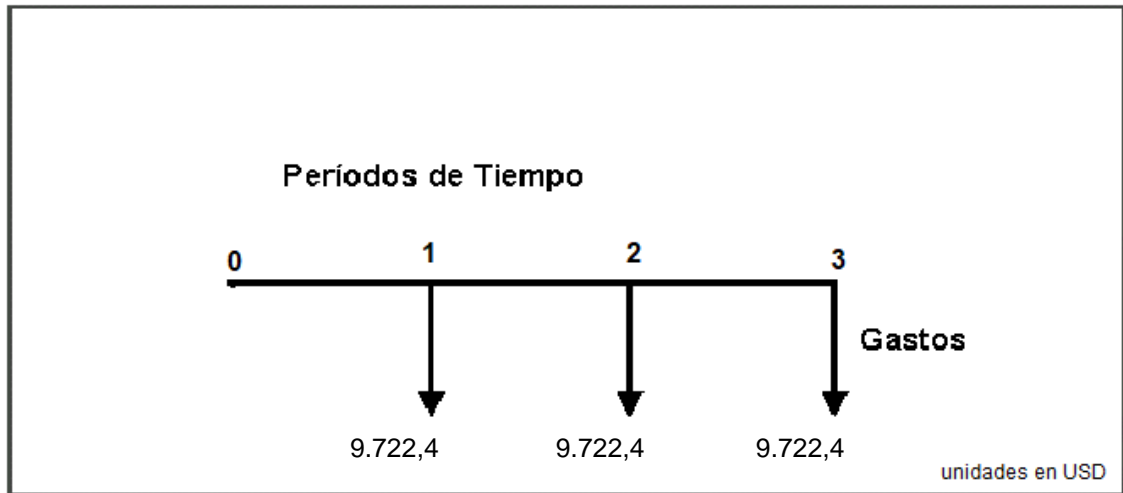 Períodos de Tiempo
0 1 2 3
Gastos
9.722,4 9.722,4 9.722,4
unidades en USD